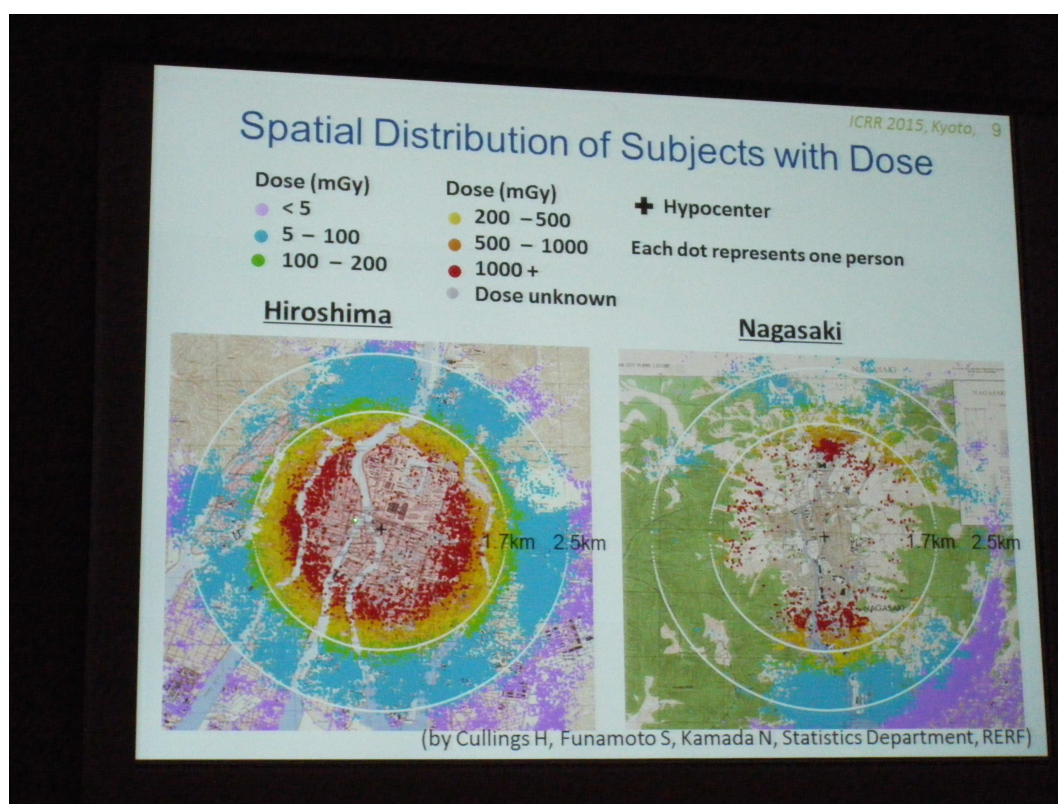 ICRR 2015, Kyoto, 9
Spatial Distribution of Subjects with Dose
Dose (mGy)
< 5
5 – 100
100 – 200
Dose (mGy)
200 –500
500 – 1000
1000 +
Dose unknown
Hypocenter
Each dot represents one person
Hiroshima
1.7km 2.5km
Nagasaki
NAGASAKI
1.7km 2.5km
NAGASAKI
(by Cullings H, Funamoto S, Kamada N, Statistics Department, RERF)